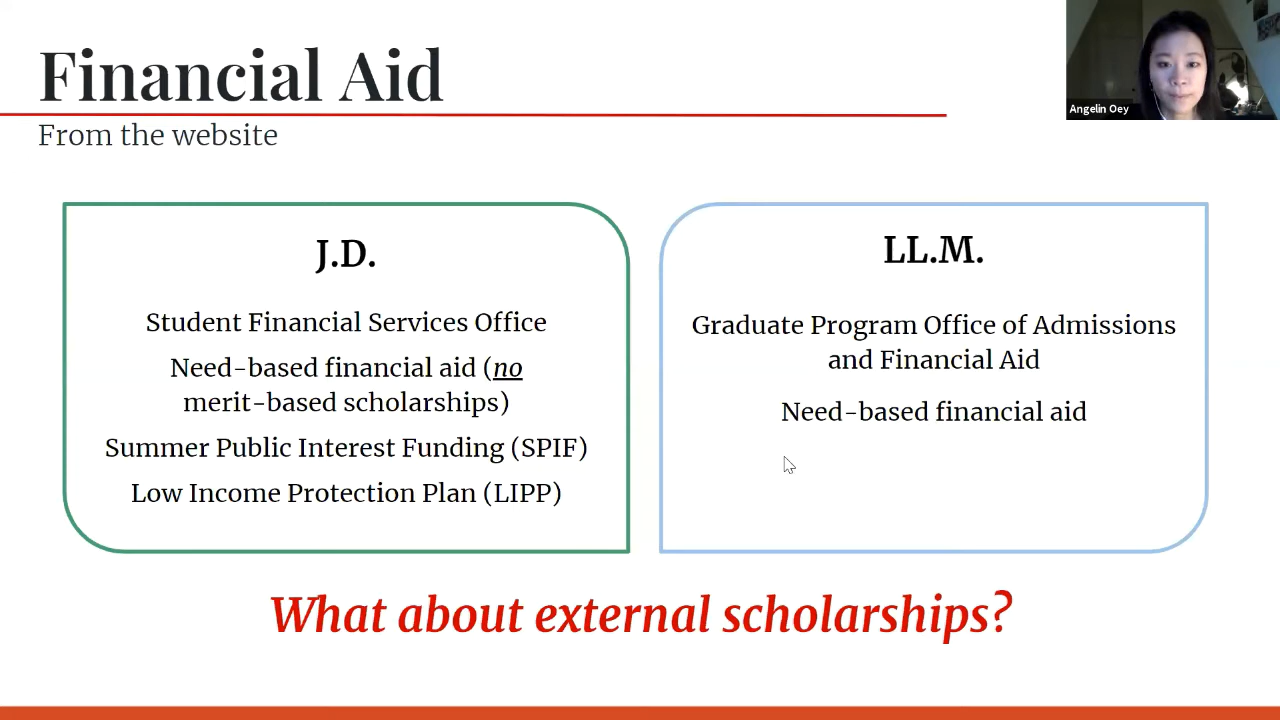 Financial Aid
From the website
Angelin Oey
J.D.
Student Financial Services Office
Need-based financial aid (no
merit-based scholarships)
Summer Public Interest Funding (SPIF)
Low Income Protection Plan (LIPP)
LL.M.
Graduate Program Office of Admissions
and Financial Aid
Need-based financial aid
What about external scholarships?